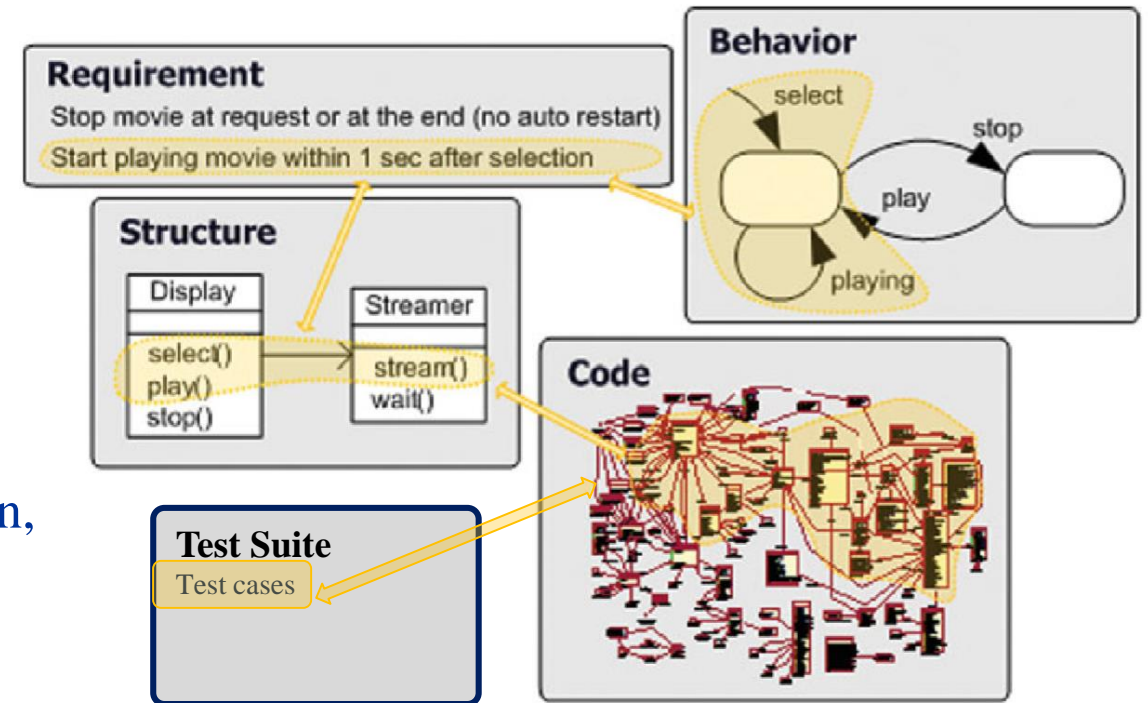 Requirement
Stop movie at request or at the end (no auto restart)
Start playing movie within 1 sec after selection
Behavior
select
stop
play
playing
Structure
Display
select()
play()
stop()
Streamer
stream()
wait()
Code
n,
Test Suite
Test cases